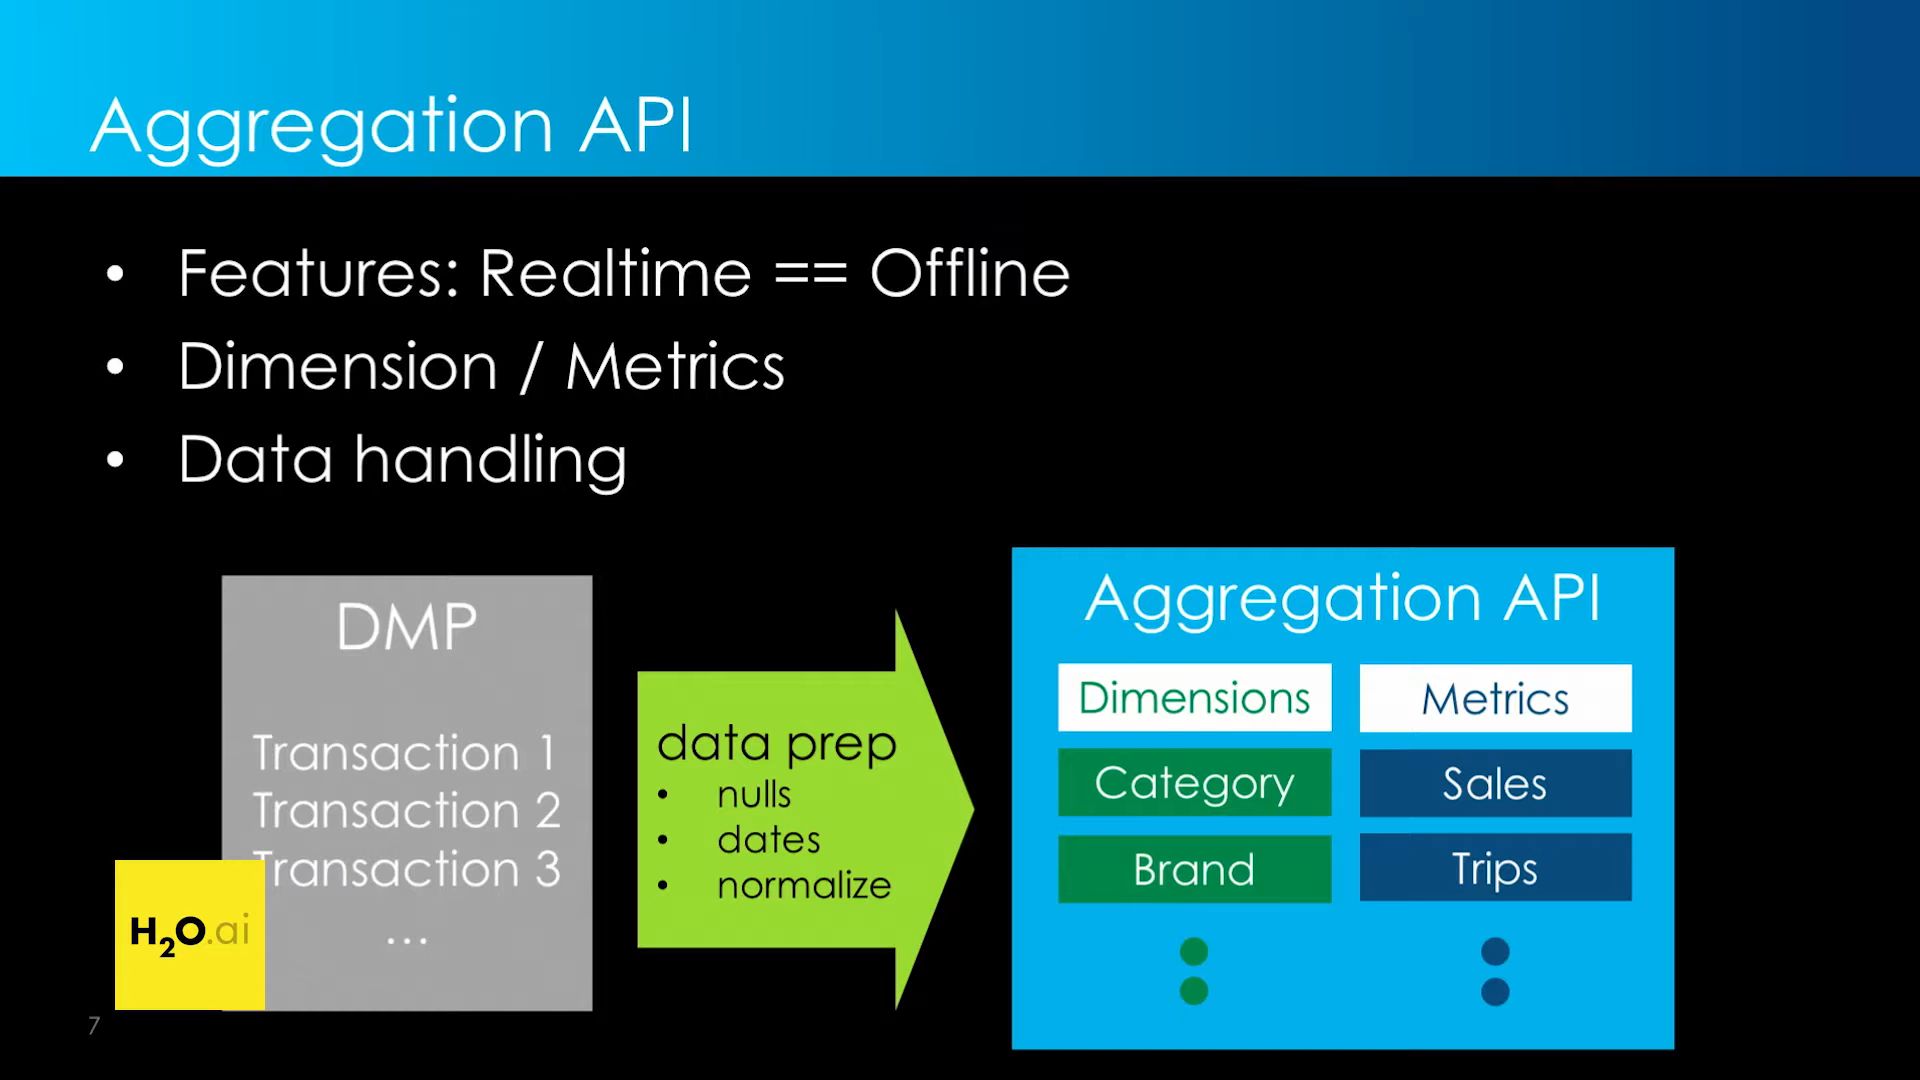 Aggregation API
• Features: Realtime == Offline
• Dimension / Metrics
• Data handling
DMP
Transaction 1
Transaction 2
Transaction 3
...
data prep
• nulls
• dates
• normalize
Aggregation API
Dimensions
Metrics
Category
Sales
Brand
Trips
H2O.ai
7